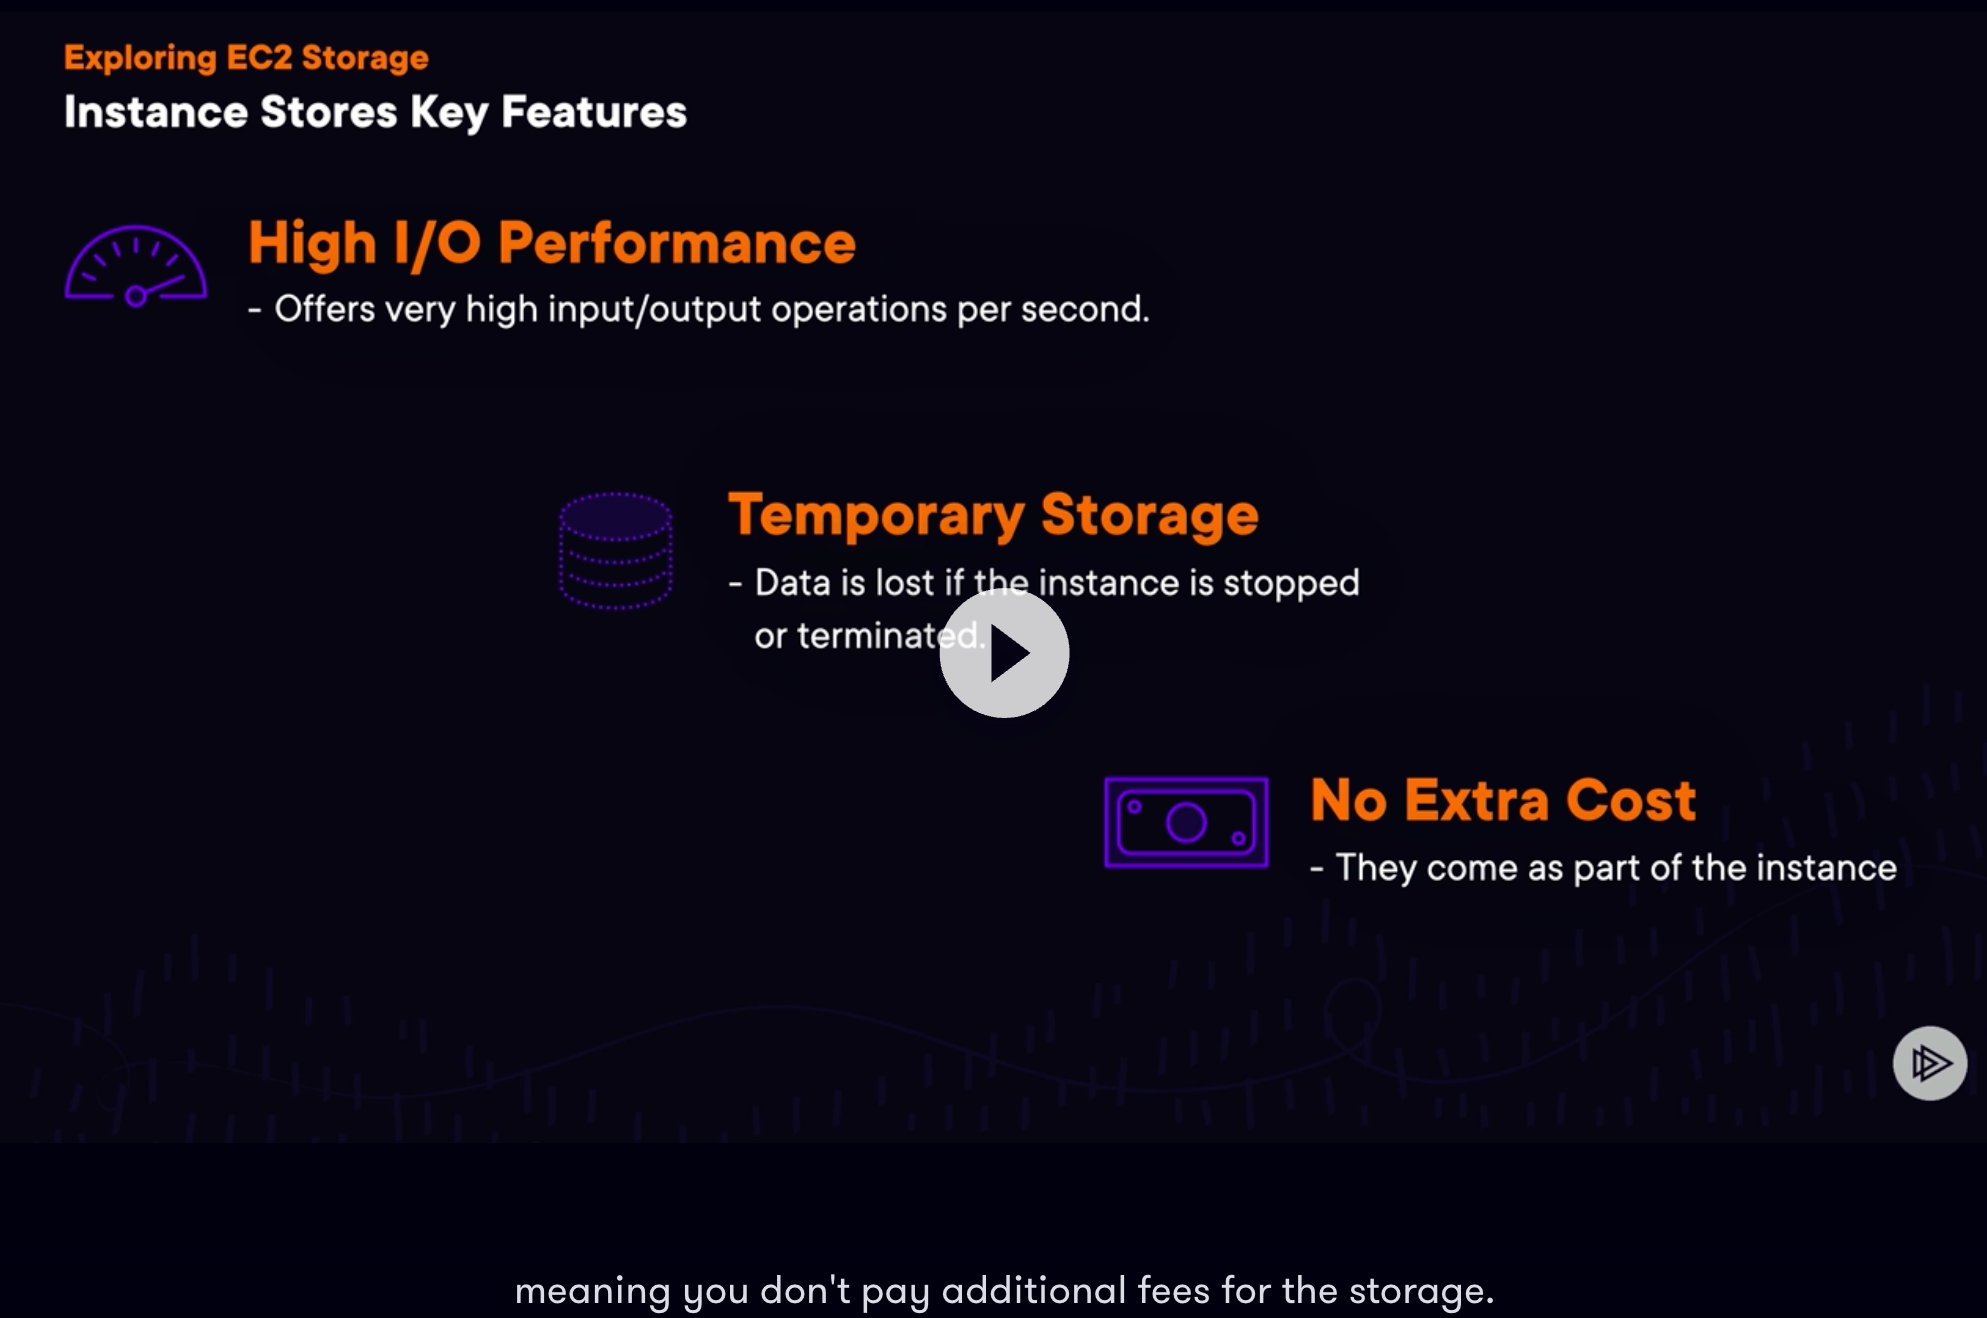 Exploring EC2 Storage
Instance Stores Key Features
High I/O Performance
- Offers very high input/output operations per second.
Temporary Storage
- Data is lost if the instance is stopped
or terminated.
No Extra Cost
- They come as part of the instance
meaning you don't pay additional fees for the storage.